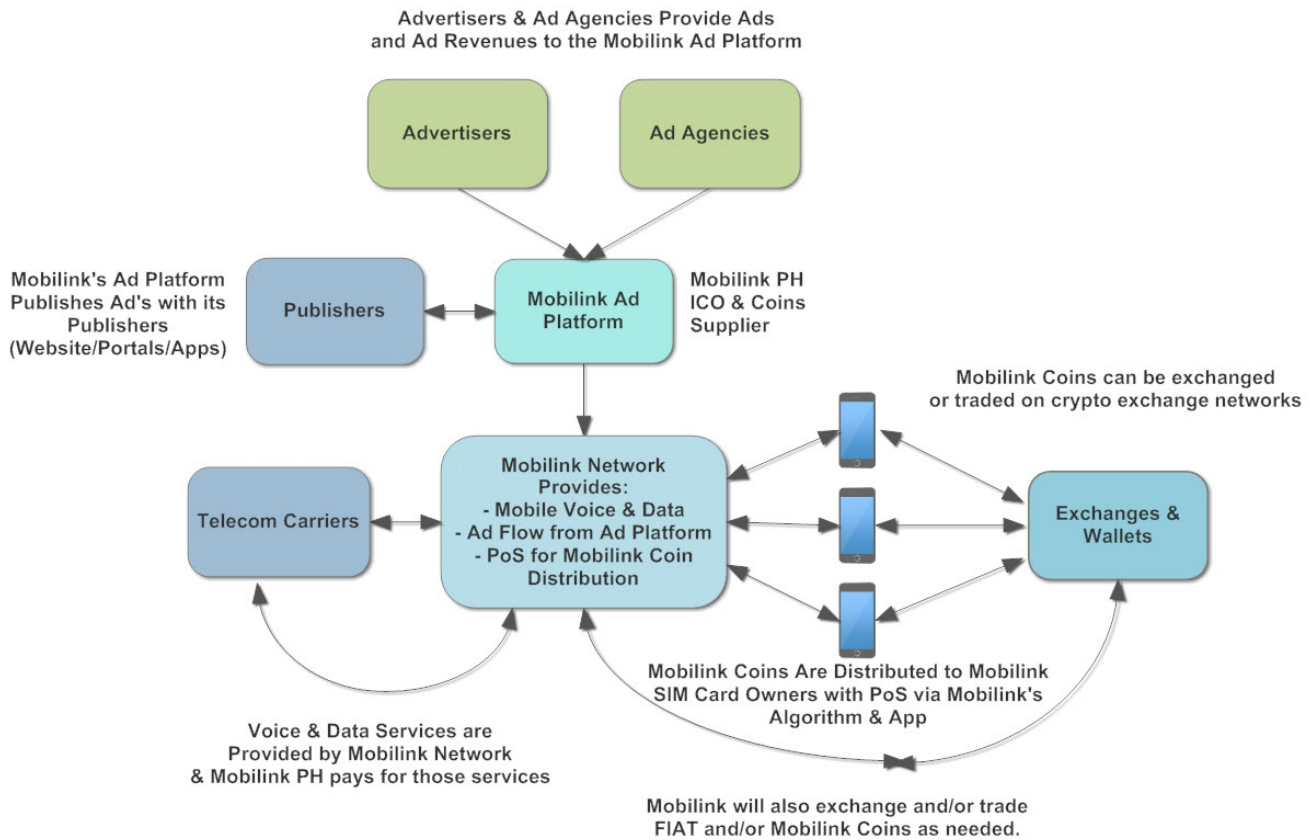 Advertisers & Ad Agencies Provide Ads
and Ad Revenues to the Mobilink Ad Platform
Advertisers
Ad Agencies
Mobilink's Ad Platform
Publishes Ad's with its
Publishers
(Website/Portals/Apps)
Publishers
Mobilink Ad
Platform
Mobilink PH
ICO & Coins
Supplier
Mobilink Coins can be exchanged
or traded on crypto exchange networks
Telecom Carriers
Mobilink Network
Provides:
- Mobile Voice & Data
- Ad Flow from Ad Platform
- PoS for Mobilink Coin
Distribution
Exchanges &
Wallets
Mobilink Coins Are Distributed to Mobilink
SIM Card Owners with PoS via Mobilink's
Algorithm & App
Voice & Data Services are
Provided by Mobilink Network
& Mobilink PH pays for those services
Mobilink will also exchange and/or trade
FIAT and/or Mobilink Coins as needed.